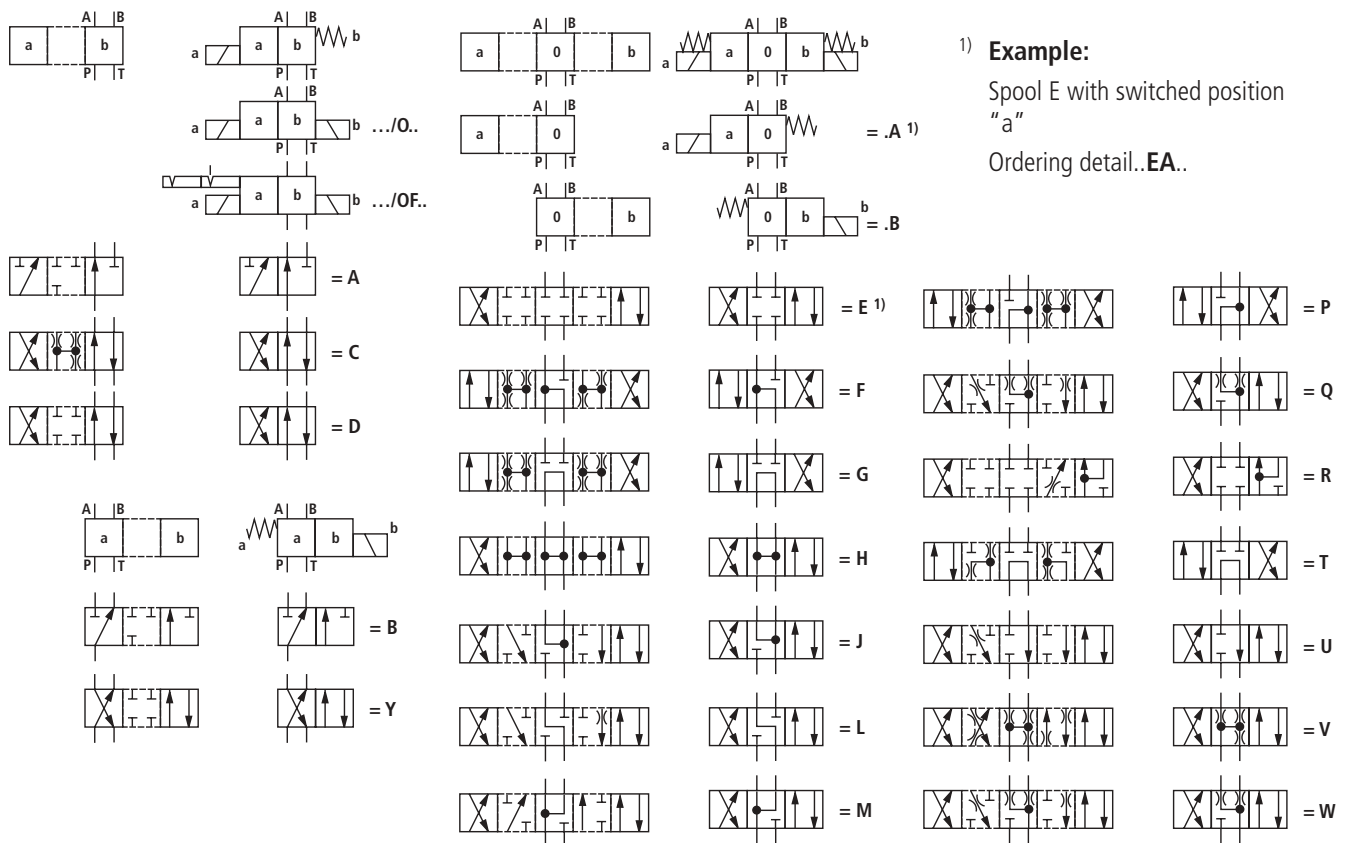 A B
a b
P T
A B
a a b b
P T
A B
a a b b .../O..
P T
a a b b .../OF..
= A
= C
= D
A B
a b
P T
A B
a a b b
P T
= B
= Y
A B
a 0 b
P T
A B
a a 0 b b
P T
A B
a 0
P T
A B
a a 0 = .A 1)
P T
A B
0 b
P T
A B
0 b b = .B
P T
= E 1)
= F
= G
= H
= J
= L
= M
1) Example:
Spool E with switched position
"a"
Ordering detail..EA..
= P
= Q
= R
= T
= U
= V
= W